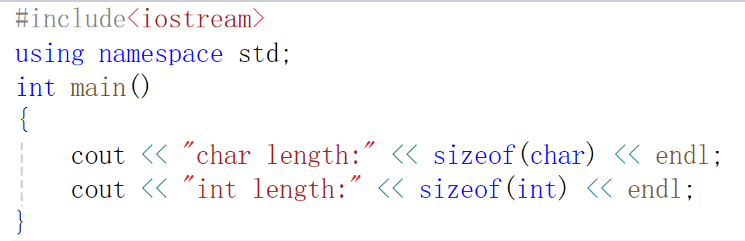 #include<iostream>
using namespace std;
int main()
{
    cout << "char length:" << sizeof(char) << endl;
    cout << "int length:" << sizeof(int) << endl;
}